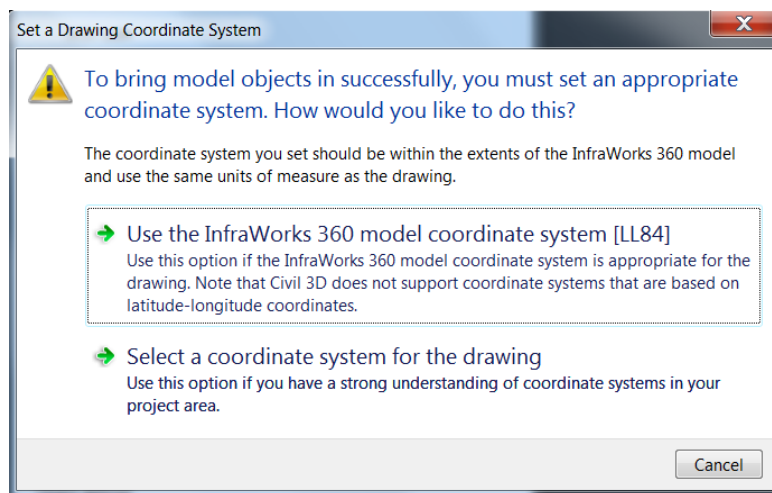 Set a Drawing Coordinate System
X
To bring model objects in successfully, you must set an appropriate
coordinate system. How would you like to do this?
The coordinate system you set should be within the extents of the InfraWorks 360 model
and use the same units of measure as the drawing.
Use the InfraWorks 360 model coordinate system [LL84]
Use this option if the InfraWorks 360 model coordinate system is appropriate for the
drawing. Note that Civil 3D does not support coordinate systems that are based on
latitude-longitude coordinates.
Select a coordinate system for the drawing
Use this option if you have a strong understanding of coordinate systems in your
project area.
Cancel